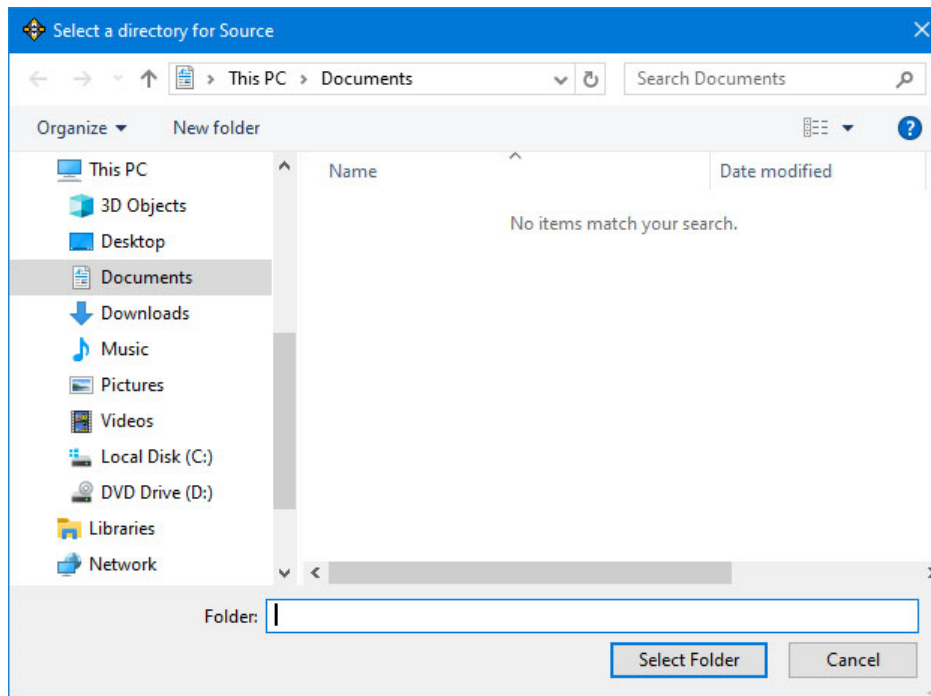 Select a directory for Source
This PC > Documents
Search Documents
Organize
New folder
Name
Date modified
No items match your search.
This PC
3D Objects
Desktop
Documents
Downloads
Music
Pictures
Videos
Local Disk (C:)
DVD Drive (D:)
Libraries
Network
Folder:
Select Folder
Cancel